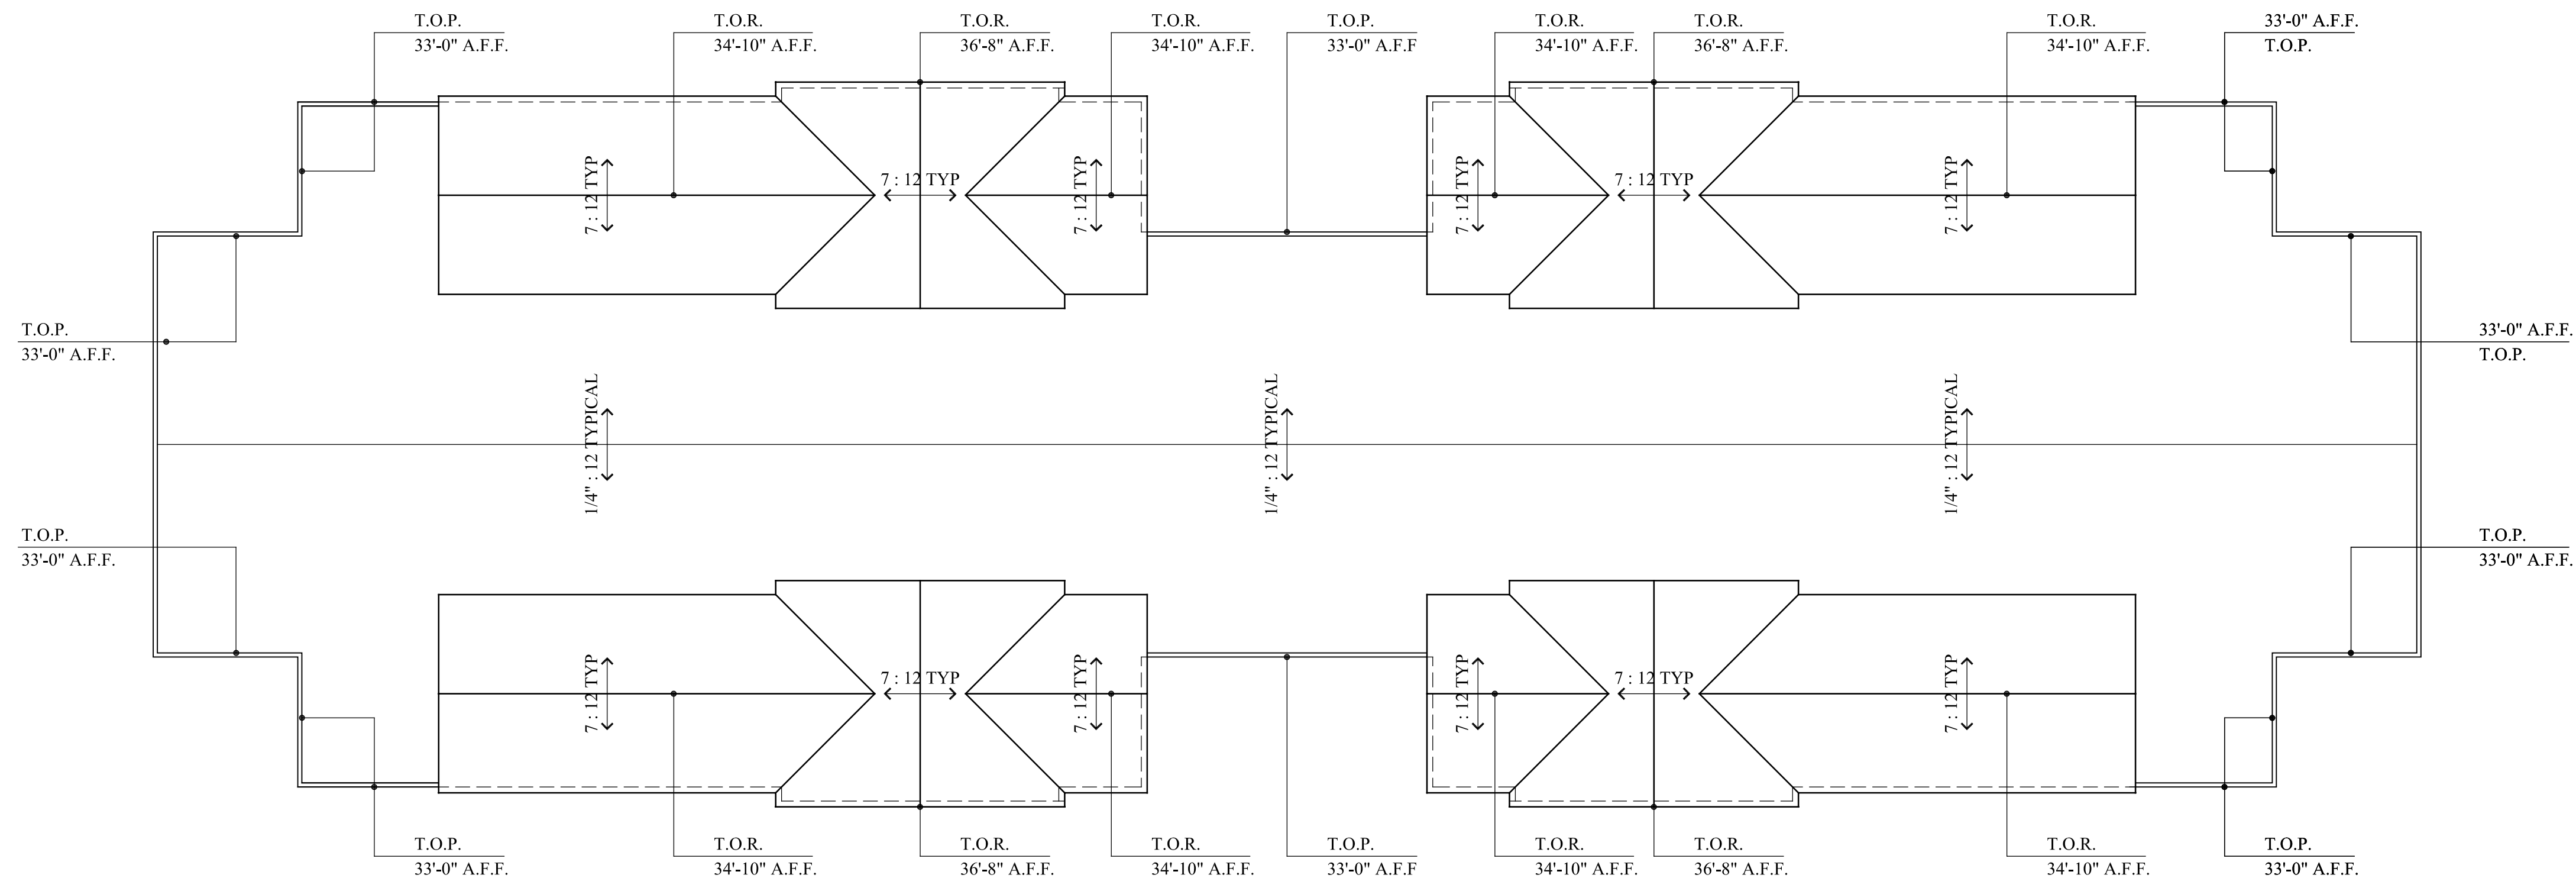 T.O.P.
33'-0" A.F.F.
T.O.R.
34'-10" A.F.F.
T.O.R.
36'-8" A.F.F.
T.O.R.
34'-10" A.F.F.
T.O.P.
33'-0" A.F.F
T.O.R.
34'-10" A.F.F.
T.O.R.
36'-8" A.F.F.
T.O.R.
34'-10" A.F.F.
33'-0" A.F.F.
T.O.P.
7 : 12 TYP
7 : 12 TYP
7 : 12 TYP
7 : 12 TYP
7 : 12 TYP
7 : 12 TYP
T.O.P.
33'-0" A.F.F.
33'-0" A.F.F.
T.O.P.
1/4" : 12 TYPICAL
1/4" : 12 TYPICAL
1/4" : 12 TYPICAL
T.O.P.
33'-0" A.F.F.
T.O.P.
33'-0" A.F.F.
7 : 12 TYP
7 : 12 TYP
7 : 12 TYP
7 : 12 TYP
7 : 12 TYP
7 : 12 TYP
T.O.P.
33'-0" A.F.F.
T.O.R.
34'-10" A.F.F.
T.O.R.
36'-8" A.F.F.
T.O.R.
34'-10" A.F.F.
T.O.P.
33'-0" A.F.F
T.O.R.
34'-10" A.F.F.
T.O.R.
36'-8" A.F.F.
T.O.R.
34'-10" A.F.F.
T.O.P.
33'-0" A.F.F.